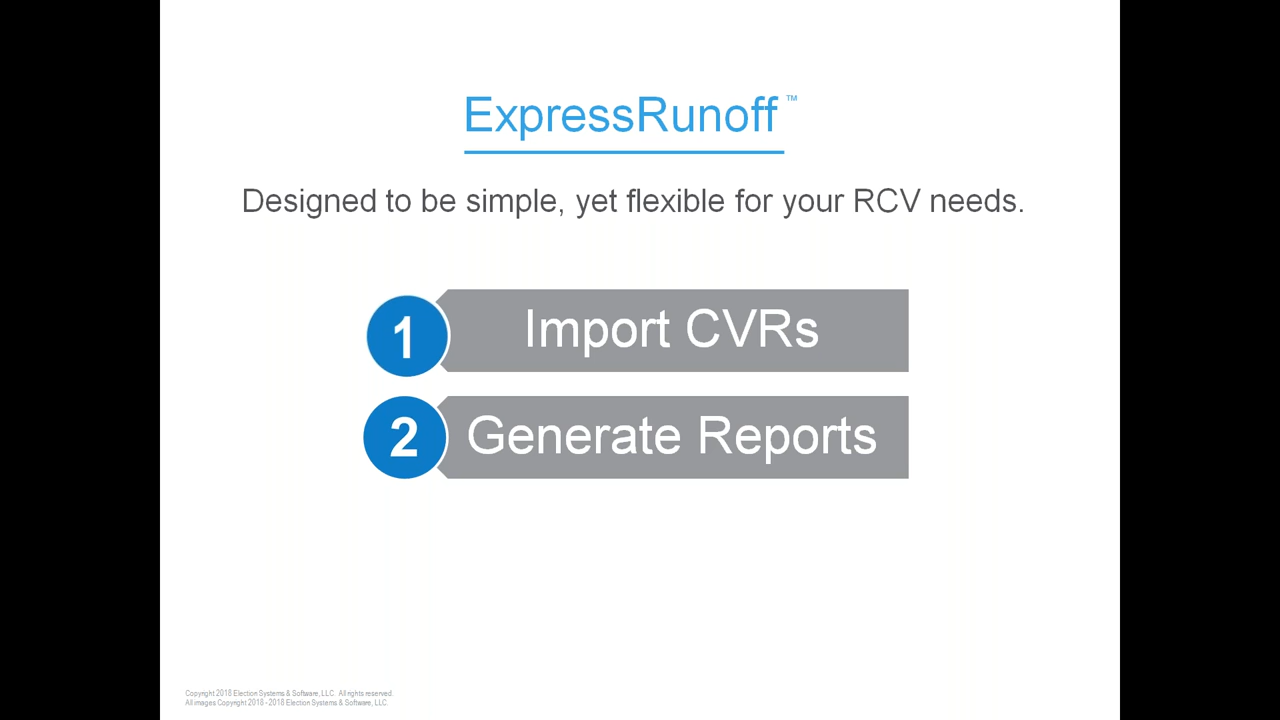 ExpressRunoff™
Designed to be simple, yet flexible for your RCV needs.
1 Import CVRs
2 Generate Reports
Copyright 2018 Election Systems & Software, LLC. All rights reserved.
All images Copyright 2018 - 2018 Election Systems & Software, LLC.